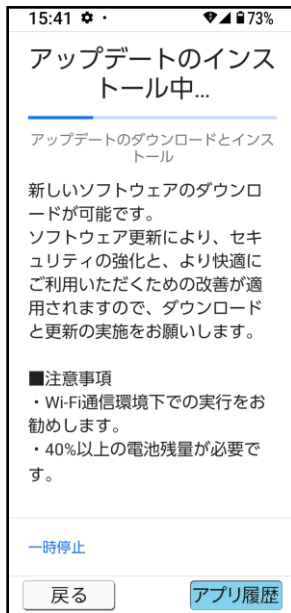 15:41
73%
アップデートのインス
トール中...
アップデートのダウンロードとインス
トール
新しいソフトウェアのダウンロ
ードが可能です。
ソフトウェア更新により、セキ
ュリティの強化と、より快適に
ご利用いただくための改善が適
用されますので、ダウンロード
と更新の実施をお願いします。
■注意事項
・Wi-Fi通信環境下での実行をお
勧めします。
・40%以上の電池残量が必要で
す。
一時停止
戻る
アプリ履歴